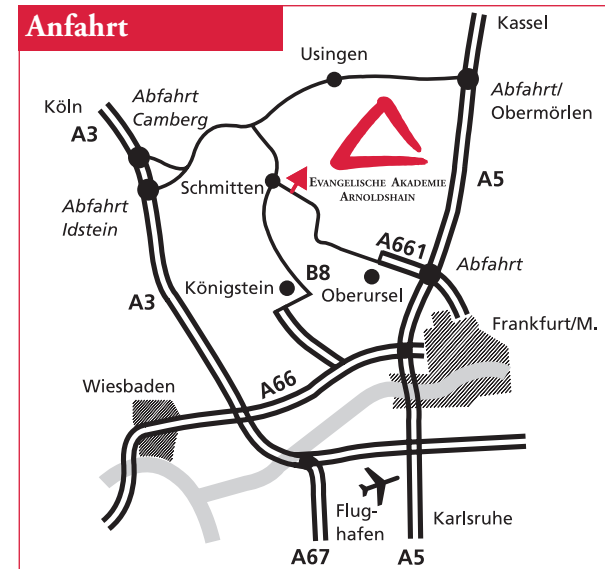 Anfahrt
Kassel
Usingen
Köln
Abfahrt
Camberg
Abfahrt/
Obermörlen
A3
A5
Schmitten
EVANGELISCHE AKADEMIE
ARNOLDSHAIN
Abfahrt
Idstein
A661
Abfahrt
B8
Königstein
Oberursel
A3
Frankfurt/M.
Wiesbaden
A66
Flug-
hafen
Karlsruhe
A67
A5